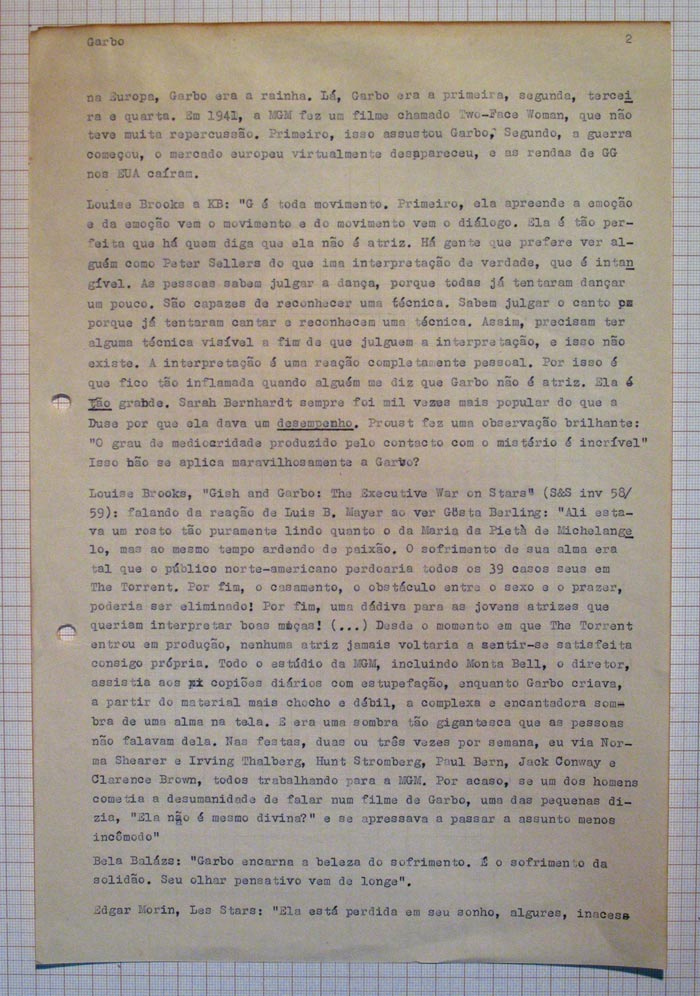 Garbo 2
na Europa, Garbo era a rainha. Lá, Garbo era a primeira, segunda, tercei
ra e quarta. Em 1941, a MGM fez um filme chamado Two-Face Woman, que não
teve muita repercussão. Primeiro, isso assustou Garbo, Segundo, a guerra
começou, o mercado europeu virtualmente desapareceu, e as rendas de GG
nos EUA caíram.
Louise Brooks a KB: "G é toda movimento. Primeiro, ela apreende a emoção
e da emoção vem o movimento e do movimento vem o diálogo. Ela é tão per-
feita que há quem diga que ela não é atriz. Há gente que prefere ver al-
guém como Peter Sellers do que ima interpretação de verdade, que é intan
gível. As pessoas sabem julgar a dança, porque todas já tentaram dançar
um pouco. São capazes de reconhecer uma técnica. Sabem julgar o canto
porque já tentaram cantar e reconhecem uma técnica. Assim, precisam ter
alguma técnica visível a fim de que julguem a interpretação, e isso não
existe. A interpretação é uma reação completamente pessoal. Por isso é
que fico tão inflamada quando alguém me diz que Garbo não é atriz. Ela é
tão grande. Sarah Bernhardt sempre foi mil vezes mais popular do que a
Duse por que ela dava um desempenho. Proust fez uma observação brilhante:
"O grau de mediocridade produzido pelo contacto com o mistério é incrível"
Isso não se aplica maravilhosamente a Garbo?
Louise Brooks, "Gish and Garbo: The Executive War on Stars" (S&S inv 58/
59): falando da reação de Luis B. Mayer ao ver Gösta Berling: "Ali esta-
va um rosto tão puramente lindo quanto o da Maria da Pietà de Michelange
lo, mas ao mesmo tempo ardendo de paixão. O sofrimento de sua alma era
tal que o público norte-americano perdoaria todos os 39 casos seus em
The Torrent. Por fim, o casamento, o obstáculo entre o sexo e o prazer,
poderia ser eliminado! Por fim, uma dádiva para as jovens atrizes que
queriam interpretar boas moças! (...) Desde o momento em que The Torrent
entrou em produção, nenhuma atriz jamais voltaria a sentir-se satisfeita
consigo própria. Todo o estúdio da MGM, incluindo Monta Bell, o diretor,
assistia aos copiões diários com estupefação, enquanto Garbo criava,
a partir do material mais chocho e débil, a complexa e encantadora som-
bra de uma alma na tela. E era uma sombra tão gigantesca que as pessoas
não falavam dela. Nas festas, duas ou três vezes por semana, eu via Nor-
ma Shearer e Irving Thalberg, Hunt Stromberg, Paul Bern, Jack Conway e
Clarence Brown, todos trabalhando para a MGM. Por acaso, se um dos homens
cometia a desumanidade de falar num filme de Garbo, uma das pequenas di-
zia, "Ela não é mesmo divina?" e se apressava a passar a assunto menos
incômodo"
Bela Balázs: "Garbo encarna a beleza do sofrimento. É o sofrimento da
solidão. Seu olhar pensativo vem de longe".
Edgar Morin, Les Stars: "Ela está perdida em seu sonho, algures, inacess